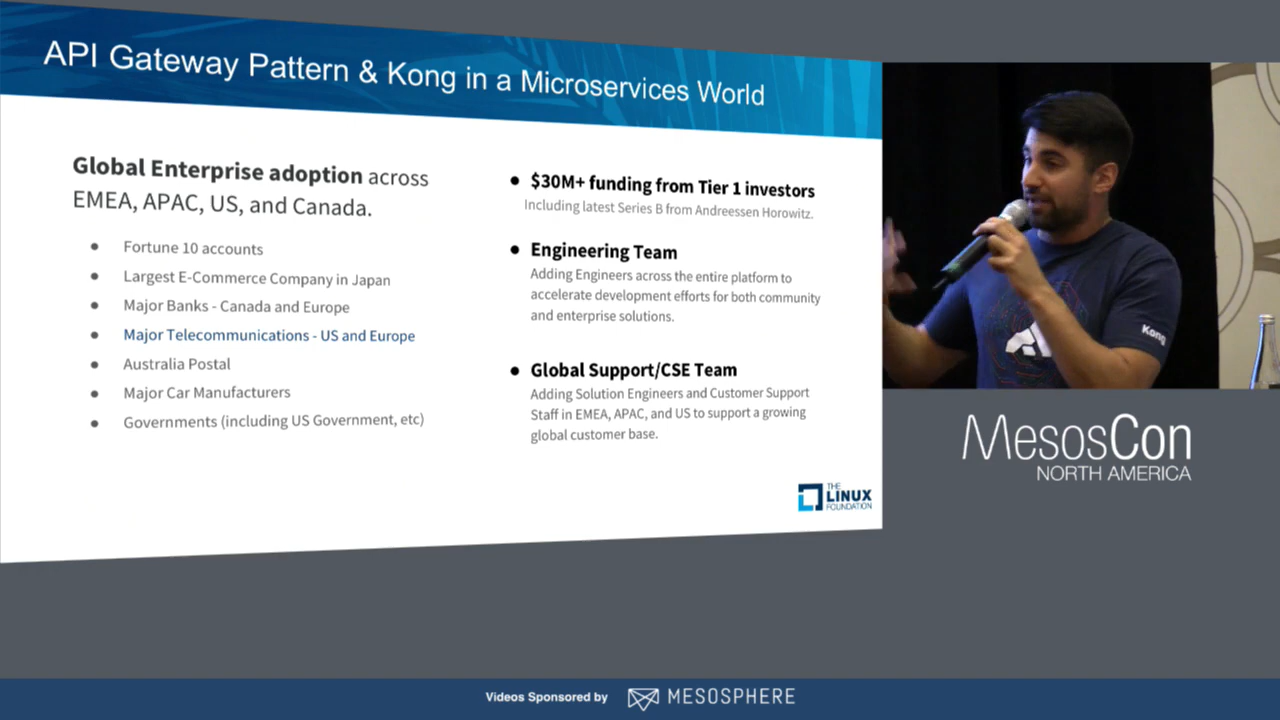 API Gateway Pattern & Kong in a Microservices World
Global Enterprise adoption across
EMEA, APAC, US, and Canada.
Fortune 10 accounts
Largest E-Commerce Company in Japan
Major Banks - Canada and Europe
Major Telecommunications - US and Europe
Australia Postal
Major Car Manufacturers
Governments (including US Government, etc)
$30M+ funding from Tier 1 investors
Including latest Series B from Andreessen Horowitz.
Engineering Team
Adding Engineers across the entire platform to
accelerate development efforts for both community
and enterprise solutions.
Global Support/CSE Team
Adding Solution Engineers and Customer Support
Staff in EMEA, APAC, and US to support a growing
global customer base.
THE
LINUX
FOUNDATION
Kong
MesosCon
NORTH AMERICA
Videos Sponsored by
MESOSPHERE